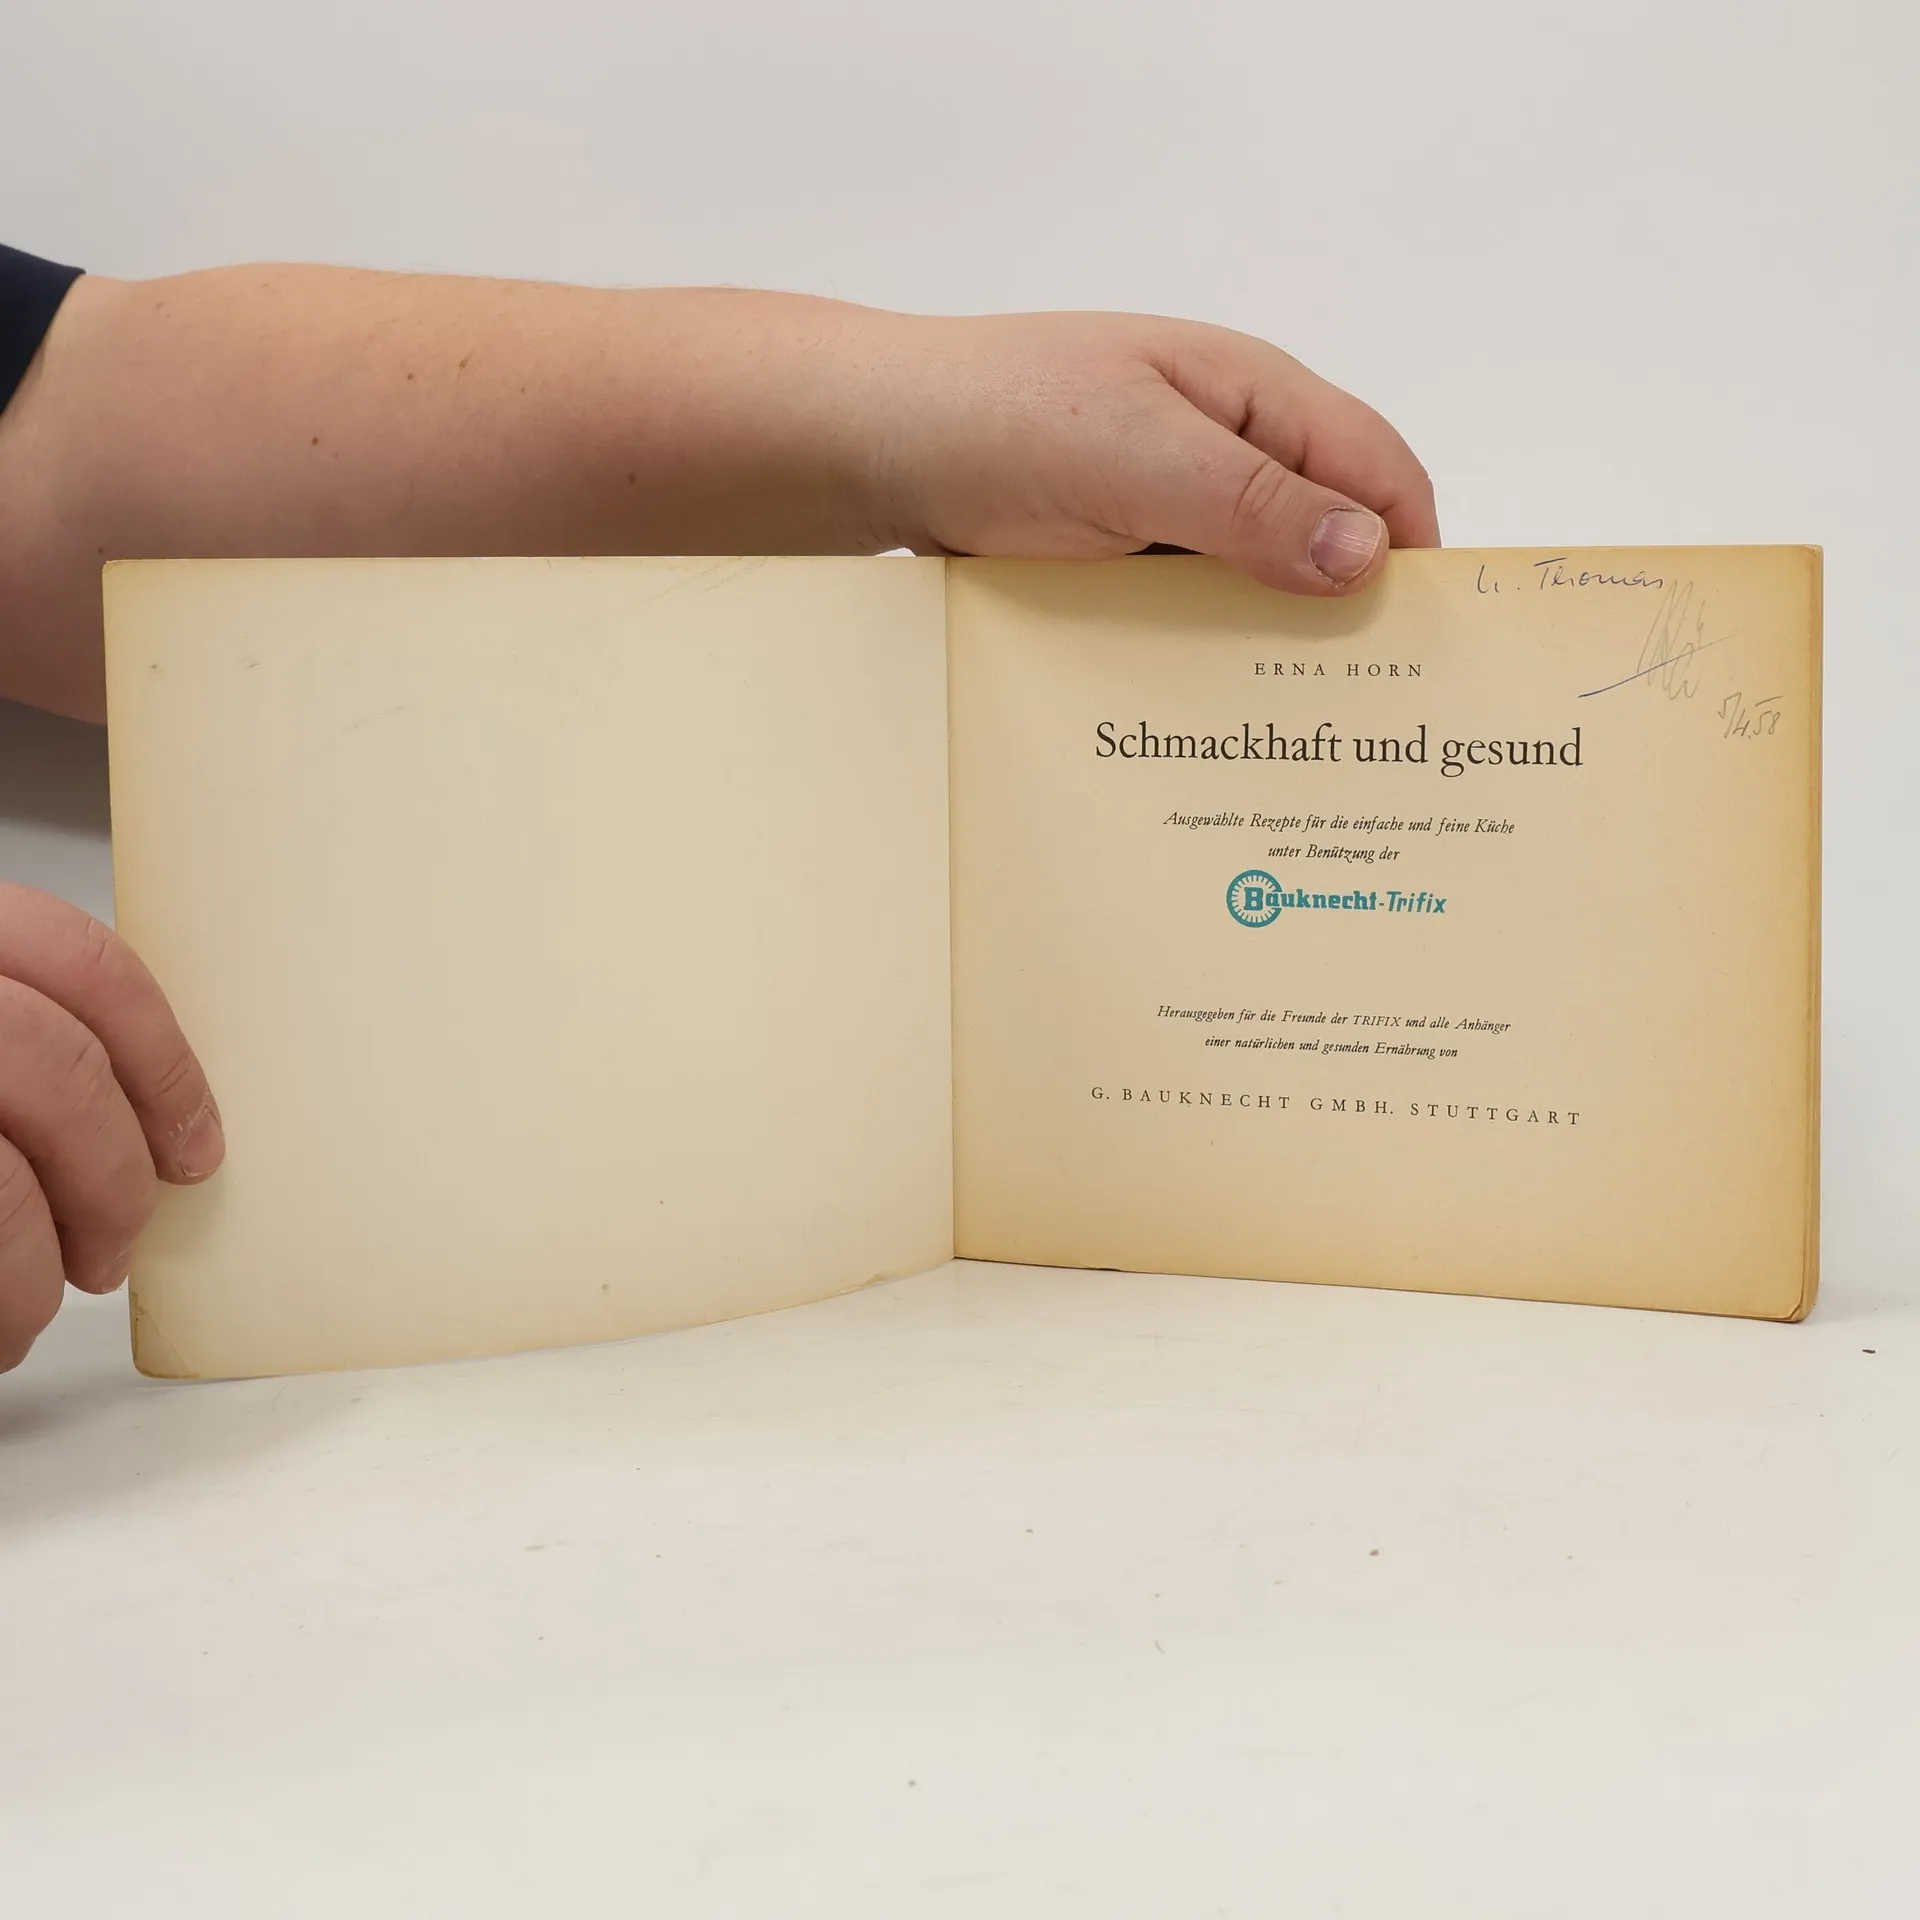 Thomas
ERNA HORN
5/4.58
Schmackhaft und gesund
Ausgewählte Rezepte für die einfache und feine Küche
unter Benützung der
Bauknecht-Trifix
Herausgegeben für die Freunde der TRIFIX und alle Anhänger
einer natürlichen und gesunden Ernährung von
G. BAUKNECHT GMBH. STUTTGART